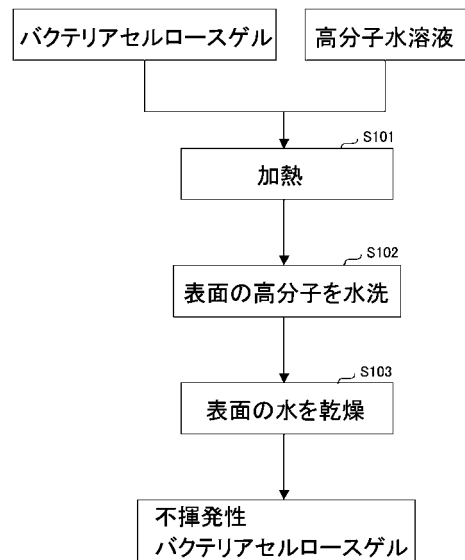 バクテリアセルロースゲル
高分子水溶液
S101
加熱
S102
表面の高分子を水洗
S103
表面の水を乾燥
不揮発性
バクテリアセルロースゲル